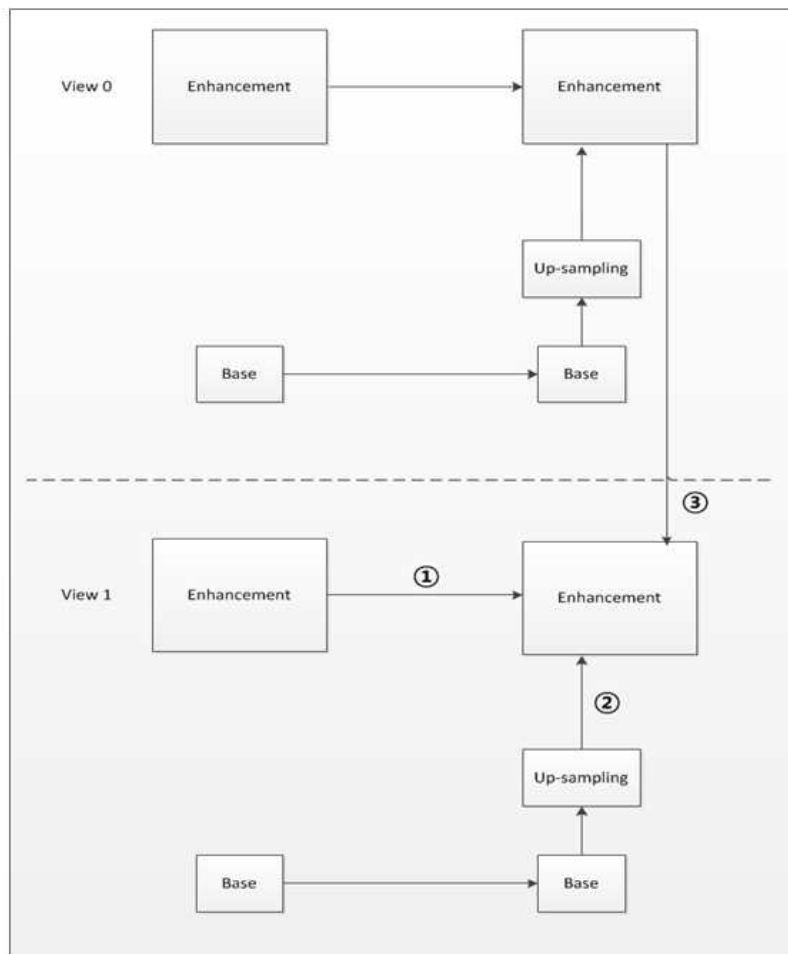 View 0
Enhancement
Enhancement
Up-sampling
Base
Base
③
View 1
Enhancement
①
Enhancement
②
Up-sampling
Base
Base